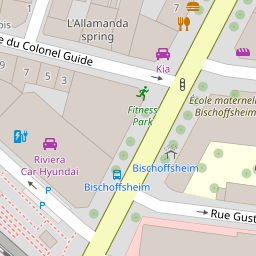 L'Allamanda
spring
e du Colonel Guide
9
7
5
3
5
Kia
Fitness
Park
École maternelle
Bischoffsheim
Riviera
Car Hyundai
Bischoffsheim
Bischoffsheim
P
P
Rue Gust